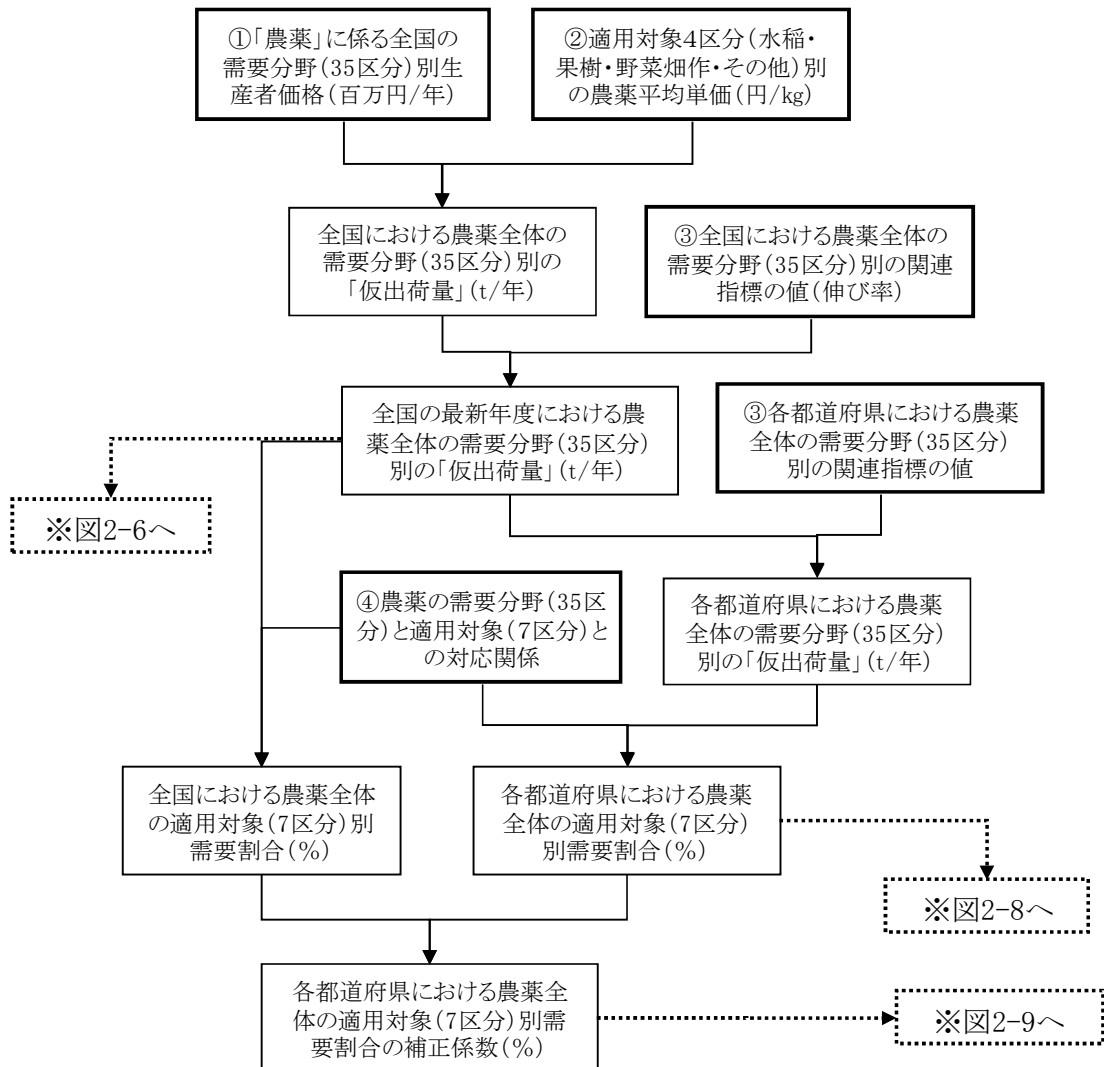 ①「農薬」に係る全国の
需要分野(35区分)別生
産者価格(百万円/年)
②適用対象4区分(水稲・
果樹・野菜畑作・その他)別
の農薬平均単価(円/kg)
全国における農薬全体の
需要分野(35区分)別の
「仮出荷量」(t/年)
③全国における農薬全体の
需要分野(35区分)別の関連
指標の値(伸び率)
全国の最新年度における農
薬全体の需要分野(35区分)
別の「仮出荷量」(t/年)
③各都道府県における農薬
全体の需要分野(35区分)
別の関連指標の値
※図2-6へ
④農薬の需要分野(35区
分)と適用対象(7区分)と
の対応関係
各都道府県における農薬
全体の需要分野(35区分)
別の「仮出荷量」(t/年)
全国における農薬全体
の適用対象(7区分)別
需要割合(%)
各都道府県における農薬
全体の適用対象(7区分)
別需要割合(%)
※図2-8へ
各都道府県における農薬全
体の適用対象(7区分)別需
要割合の補正係数(%)
※図2-9へ